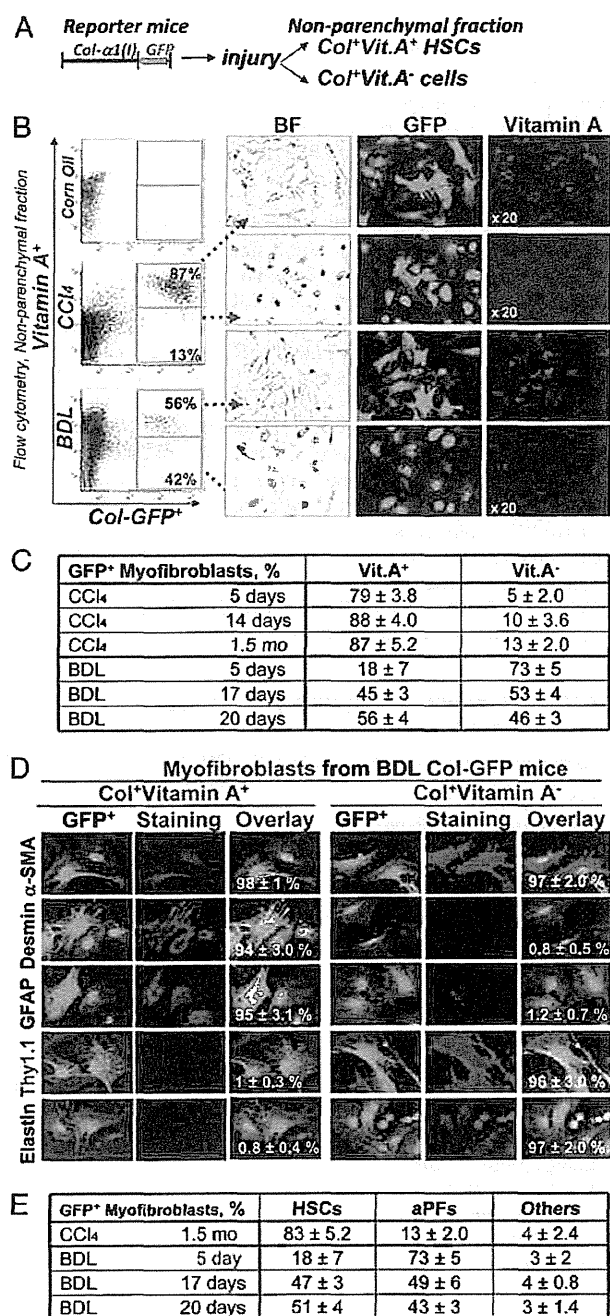 A
Reporter mice
Col-α1(I) GFP
injury
Non-parenchymal fraction
Col⁺Vit.A⁺ HSCs
Col⁺Vit.A⁻ cells
B
BF GFP Vitamin A
Flow cytometry, Non-parenchymal fraction
Vitamin A⁺
Corn Oil
CCl₄
BDL
87%
13%
56%
42%
x20
x20
x20
x20
Col-GFP⁺
C
GFP⁺ Myofibroblasts, % Vit.A⁺ Vit.A⁻
CCl₄ 5 days 79 ± 3.8 5 ± 2.0
CCl₄ 14 days 88 ± 4.0 10 ± 3.6
CCl₄ 1.5 mo 87 ± 5.2 13 ± 2.0
BDL 5 days 18 ± 7 73 ± 5
BDL 17 days 45 ± 3 53 ± 4
BDL 20 days 56 ± 4 46 ± 3
D
Myofibroblasts from BDL Col-GFP mice
Col⁺Vitamin A⁺ Col⁺Vitamin A⁻
GFP⁺ Staining Overlay GFP⁺ Staining Overlay
α-SMA 98 ± 1 % 97 ± 2.0 %
Desmin 94 ± 3.0 % 0.8 ± 0.5 %
GFAP 95 ± 3.1 % 1.2 ± 0.7 %
Thy1.1 1 ± 0.3 % 96 ± 3.0 %
Elastin 0.8 ± 0.4 % 97 ± 2.0 %
E
GFP⁺ Myofibroblasts, % HSCs aPFs Others
CCl₄ 1.5 mo 83 ± 5.2 13 ± 2.0 4 ± 2.4
BDL 5 day 18 ± 7 73 ± 5 3 ± 2
BDL 17 days 47 ± 3 49 ± 6 4 ± 0.8
BDL 20 days 51 ± 4 43 ± 3 3 ± 1.4